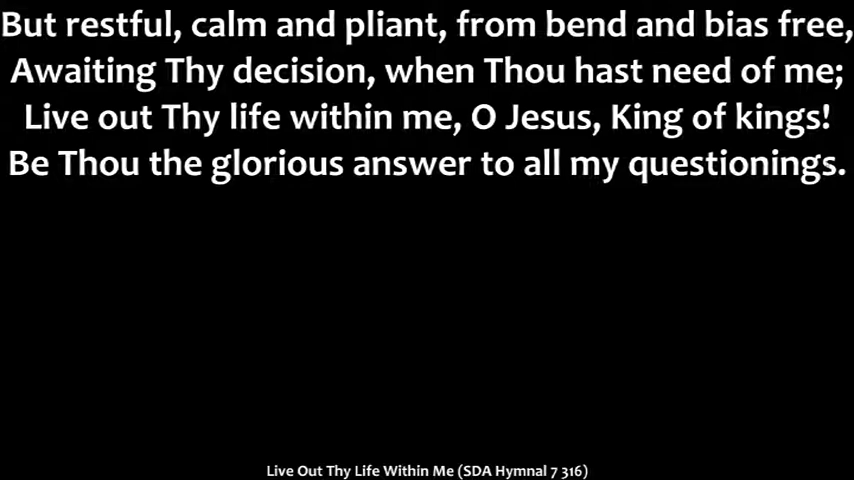 But restful, calm and pliant, from bend and bias free,
Awaiting Thy decision, when Thou hast need of me;
Live out Thy life within me, O Jesus, King of kings!
Be Thou the glorious answer to all my questionings.
Live Out Thy Life Within Me (SDA Hymnal 7 316)